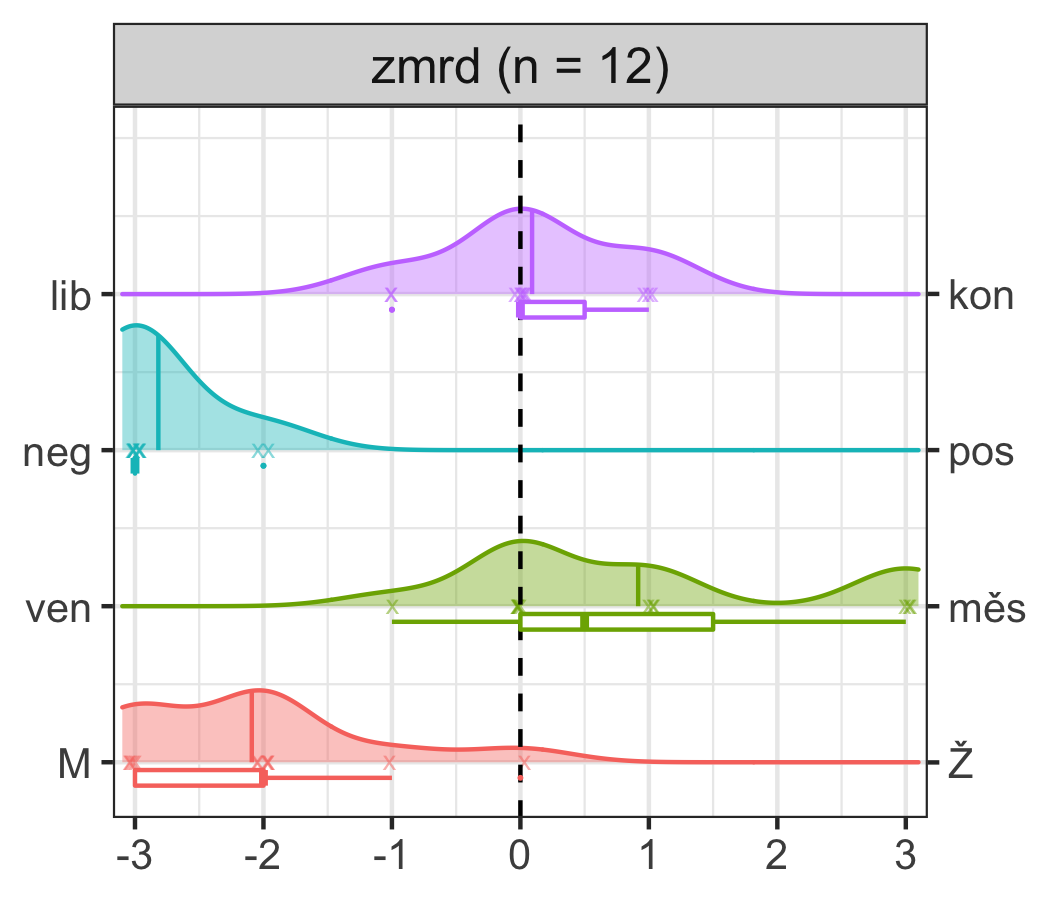 zmrd (n = 12)
lib kon
neg pos
ven měs
M Ž
-3 -2 -1 0 1 2 3